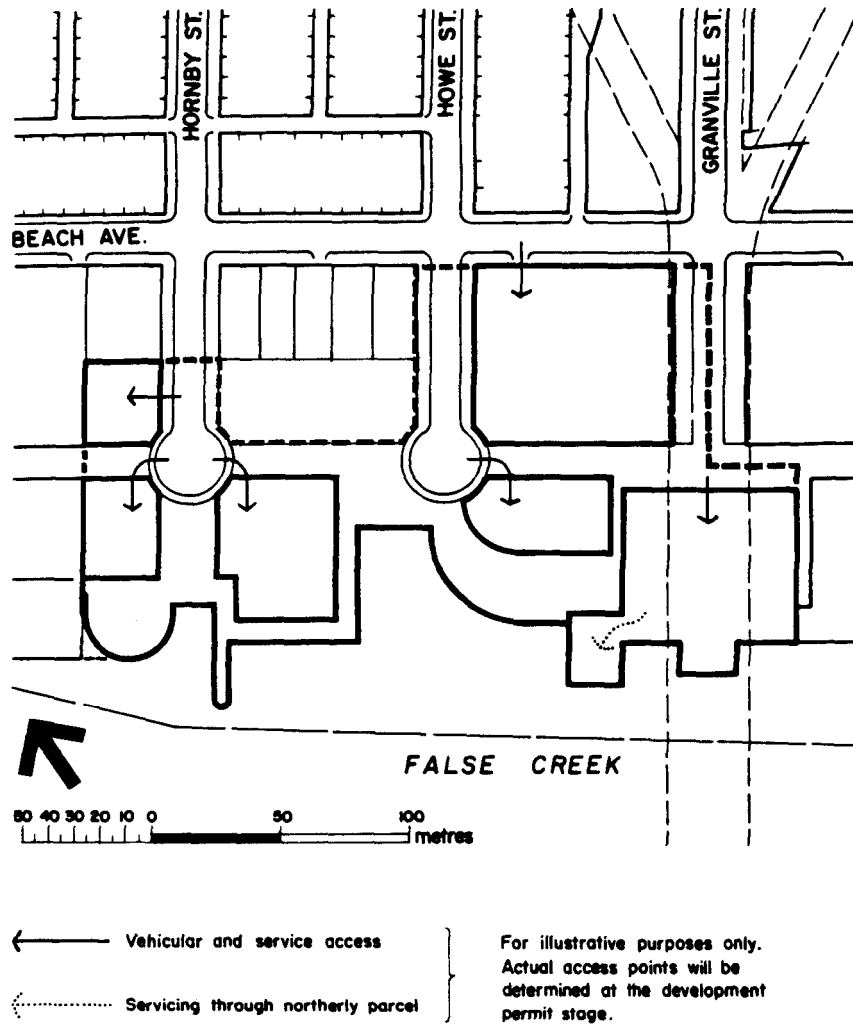 HORNBY ST.
HOWE ST.
GRANVILLE ST.
BEACH AVE.
FALSE CREEK
50 40 30 20 10 0 50 100
metres
Vehicular and service access
Servicing through northerly parcel
For illustrative purposes only.
Actual access points will be
determined at the development
permit stage.